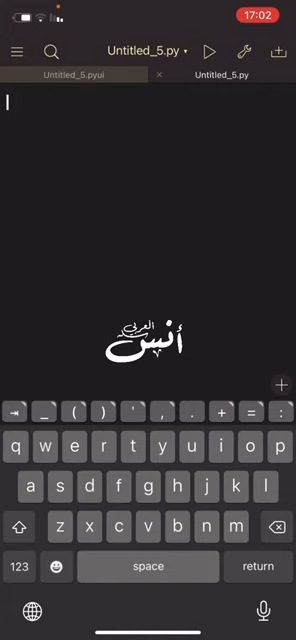 17:02
Untitled_5.py
Untitled_5.pyui
× Untitled_5.py
أنس العربي
⇥ _ ( ) ' , . + = :
q w e r t y u i o p
a s d f g h j k l
z x c v b n m
123 space return